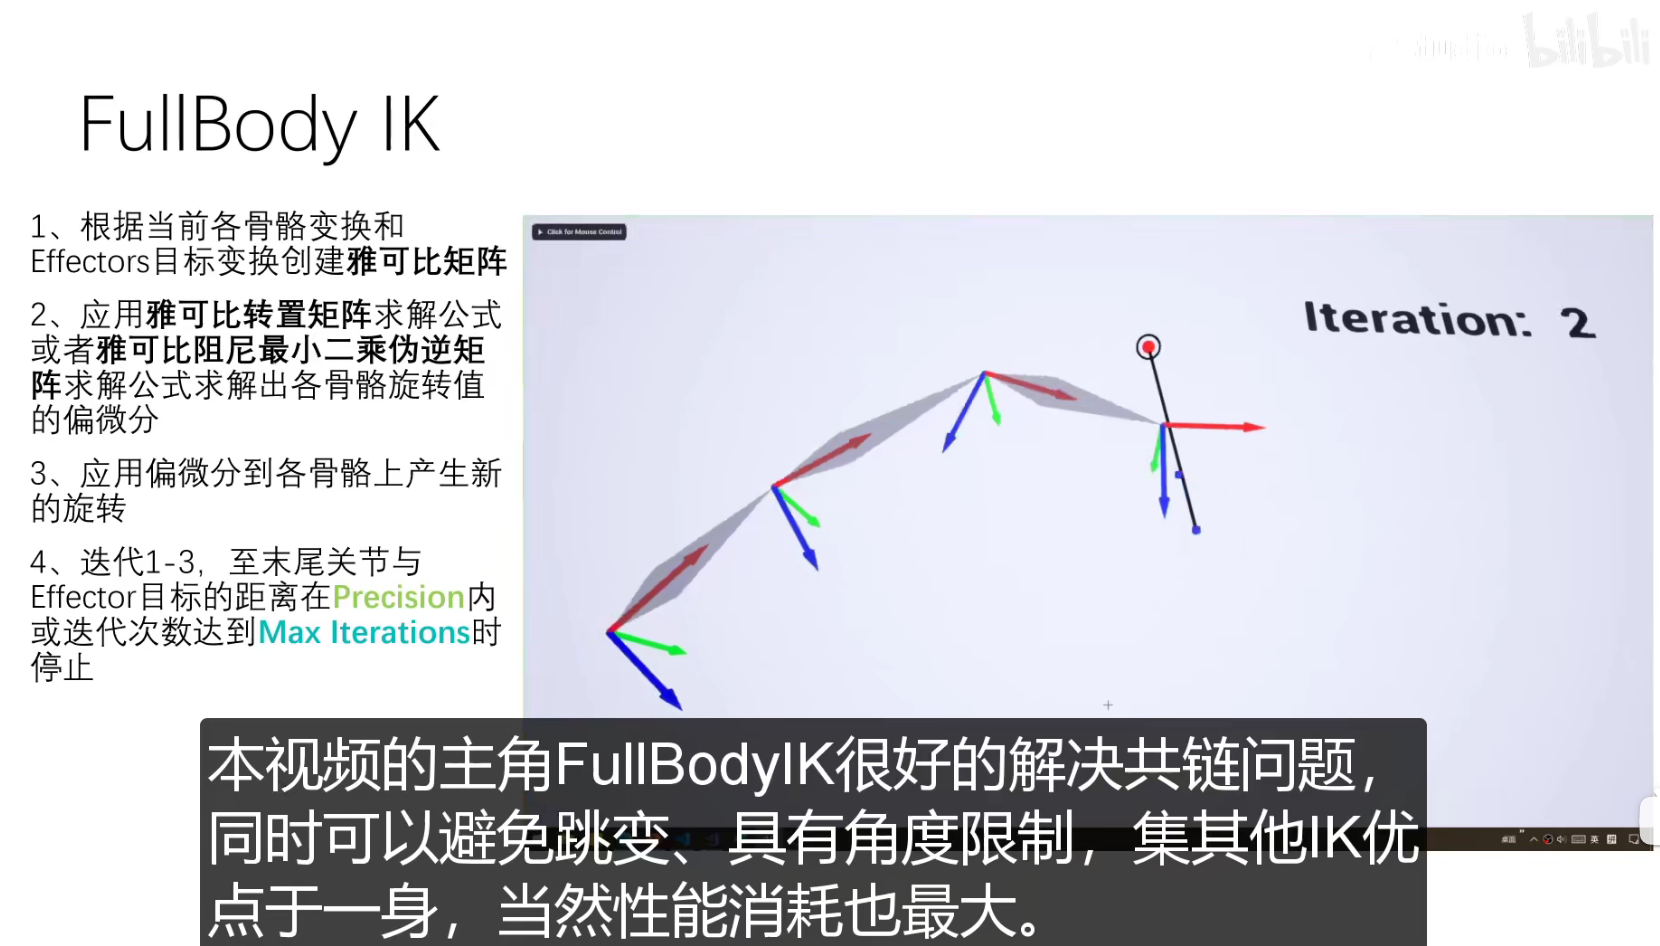 bilibili
FullBody IK
1、根据当前各骨骼变换和
Effectors目标变换创建雅可比矩阵
2、应用雅可比转置矩阵求解公式
或者雅可比阻尼最小二乘伪逆矩
阵求解公式求解出各骨骼旋转值
的偏微分
3、应用偏微分到各骨骼上产生新
的旋转
4、迭代1-3，至末尾关节与
Effector目标的距离在Precision内
或迭代次数达到Max Iterations时
停止
Click for Mouse Control
Iteration: 2
本视频的主角FullBodyIK很好的解决共链问题，
同时可以避免跳变、具有角度限制，集其他IK优
点于一身，当然性能消耗也最大。
桌面
英